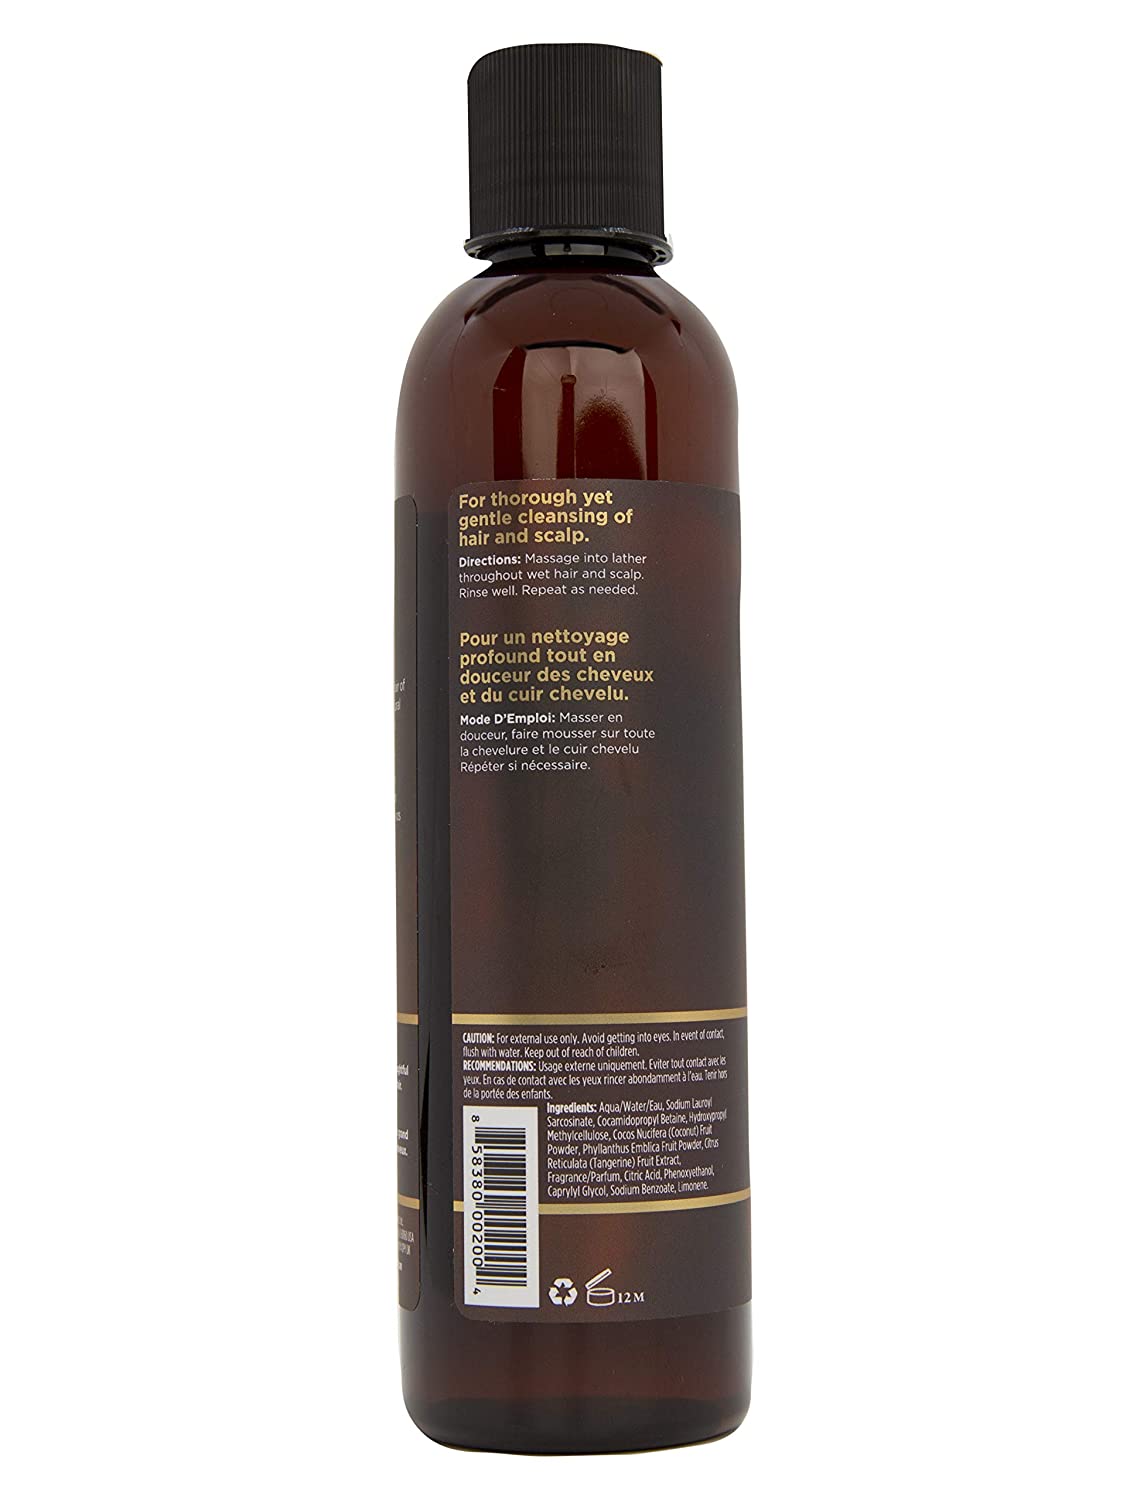 For thorough yet
gentle cleansing of
hair and scalp.
Directions: Massage into lather
throughout wet hair and scalp.
Rinse well. Repeat as needed.
Pour un nettoyage
profound tout en
douceur des cheveux
et du cuir chevelu.
Mode D'Emploi: Masser en
douceur, faire mousser sur toute
la chevelure et le cuir chevelu
Répéter si nécessaire.
CAUTION: For external use only. Avoid getting into eyes. In event of contact,
flush with water. Keep out of reach of children.
RECOMMENDATIONS: Usage externe uniquement. Eviter tout contact avec les
yeux. En cas de contact avec les yeux rincer abondamment à l'eau. Tenir hors
de la portée des enfants.
Ingredients: Aqua/Water/Eau, Sodium Lauroyl
Sarcosinate, Cocamidopropyl Betaine, Hydroxypropyl
Methylcellulose, Cocos Nucifera (Coconut) Fruit
Powder, Phyllanthus Emblica Fruit Powder, Citrus
Reticulata (Tangerine) Fruit Extract,
Fragrance/Parfum, Citric Acid, Phenoxyethanol,
Caprylyl Glycol, Sodium Benzoate, Limonene.
8 58380 00200 4
12 M